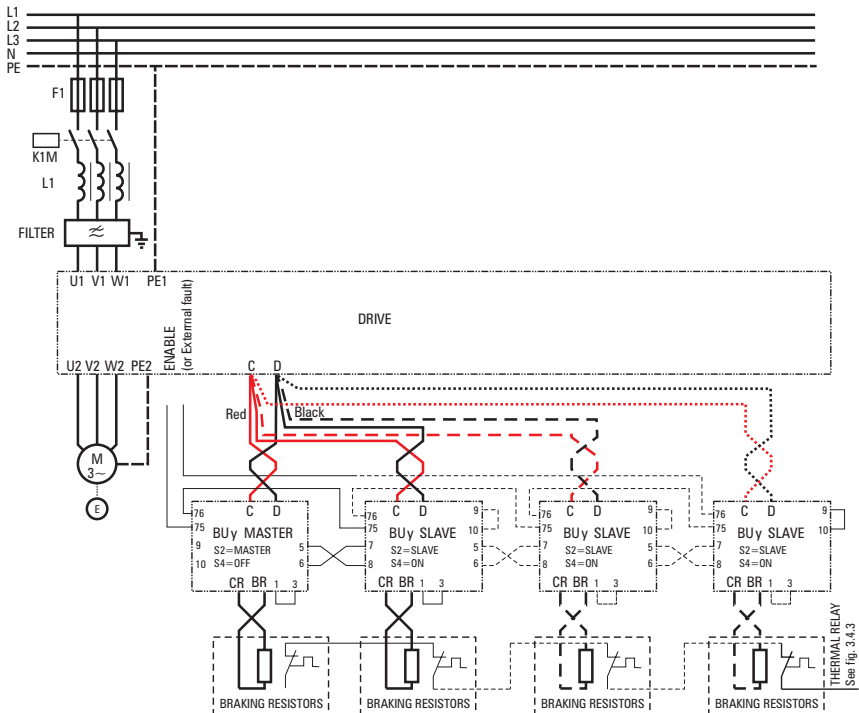 L1
L2
L3
N
PE
F1
K1M
L1
FILTER
U1 V1 W1 PE1
DRIVE
ENABLE
(or External fault)
U2 V2 W2 PE2
C D
Red
Black
M
3~
E
C D
76
75
BUy MASTER
9
S2=MASTER
5
10
S4=OFF
6
CR BR 1 3
C D
76
75
9
10
BUy SLAVE
7
S2=SLAVE
5
8
S4=ON
6
CR BR 1 3
C D
76
75
9
10
BUy SLAVE
7
S2=SLAVE
5
8
S4=ON
6
CR BR 1 3
C D
76
75
9
10
BUy SLAVE
7
S2=SLAVE
8
S4=ON
CR BR 1 3
THERMAL RELAY
See fig. 3.4.3
BRAKING RESISTORS
BRAKING RESISTORS
BRAKING RESISTORS
BRAKING RESISTORS